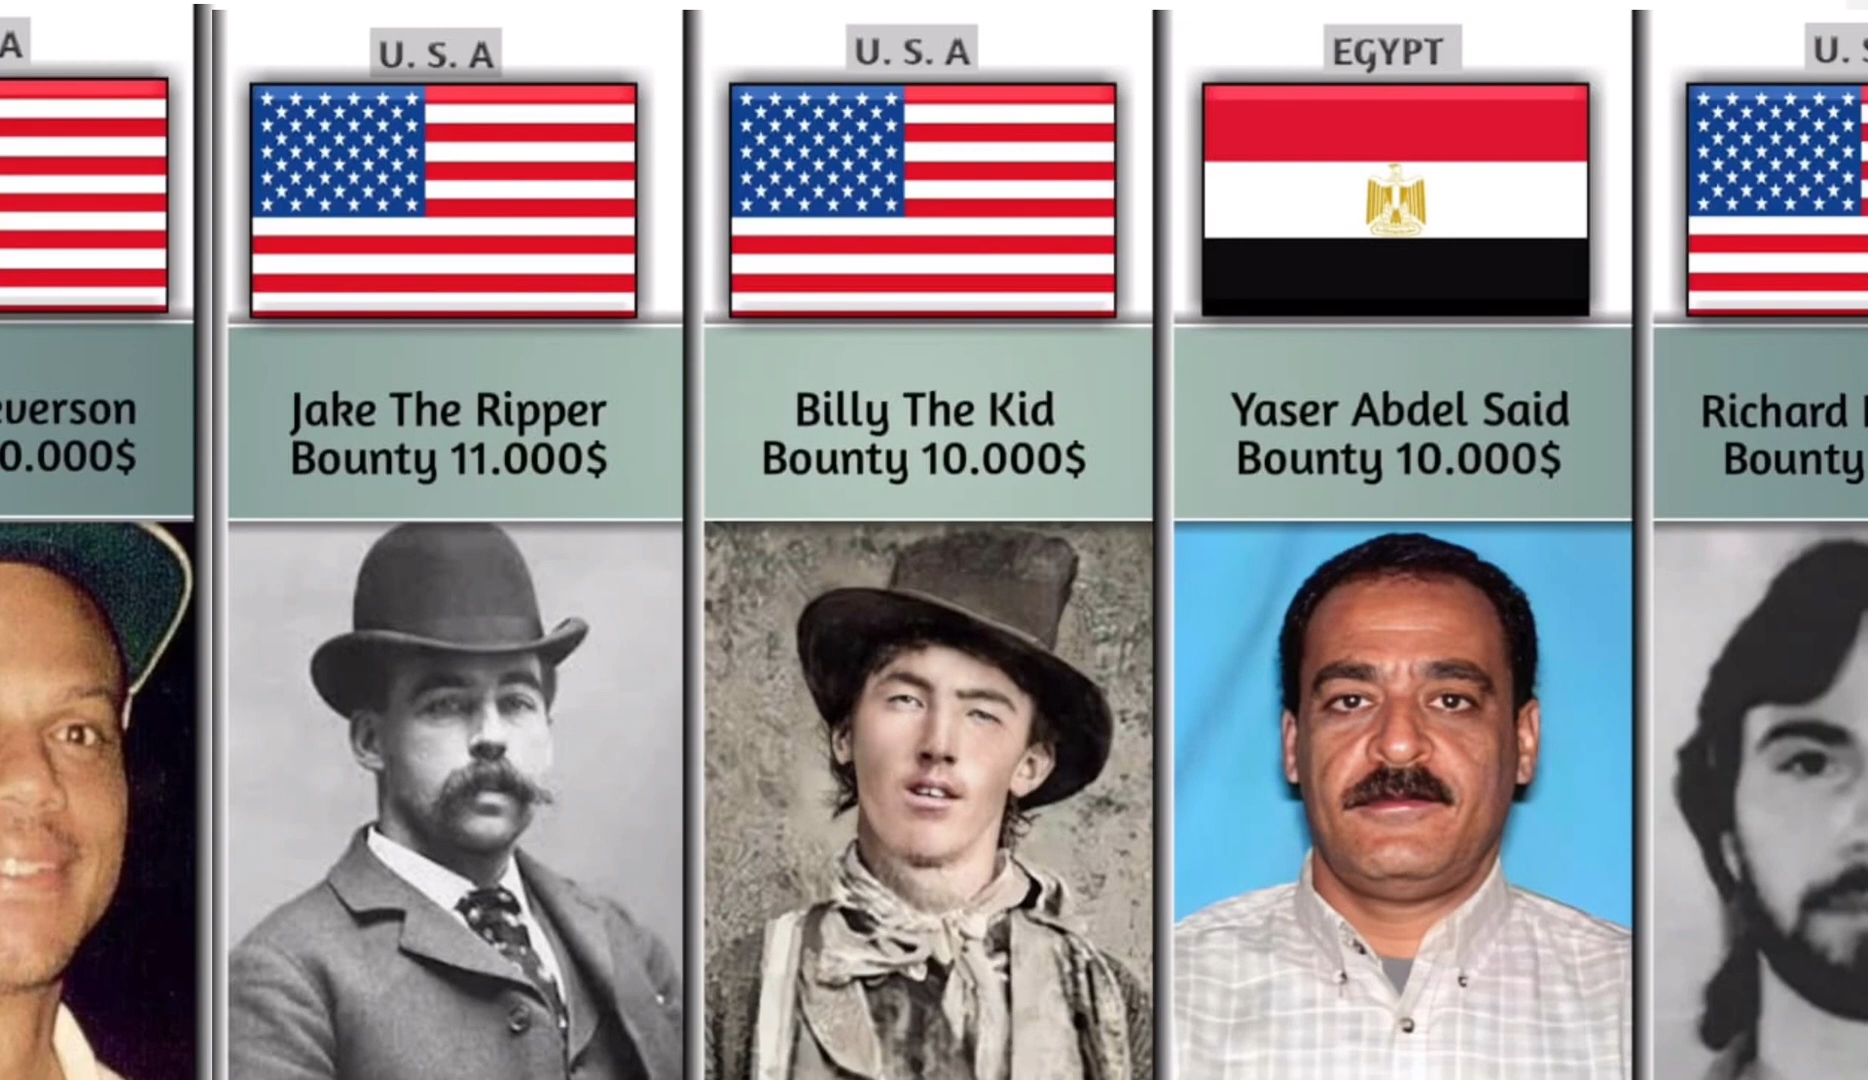 A
everson
0.000$
U. S. A
Jake The Ripper
Bounty 11.000$
U. S. A
Billy The Kid
Bounty 10.000$
EGYPT
Yaser Abdel Said
Bounty 10.000$
U. S
Richard
Bounty